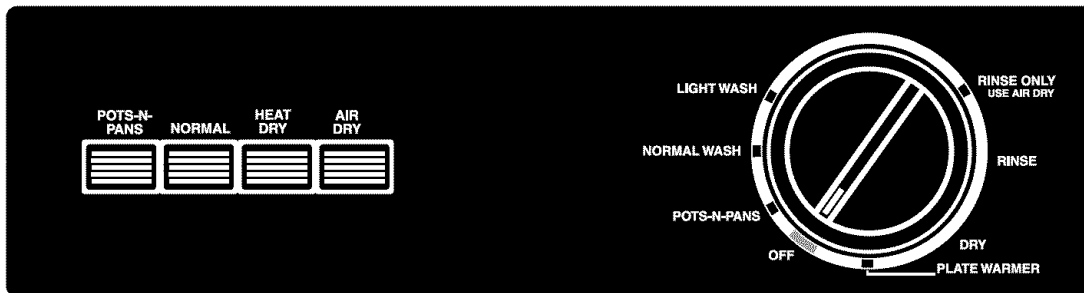 POTS-N-
PANS
NORMAL
HEAT
DRY
AIR
DRY
LIGHT WASH
NORMAL WASH
POTS-N-PANS
OFF
RINSE ONLY
USE AIR DRY
RINSE
DRY
PLATE WARMER